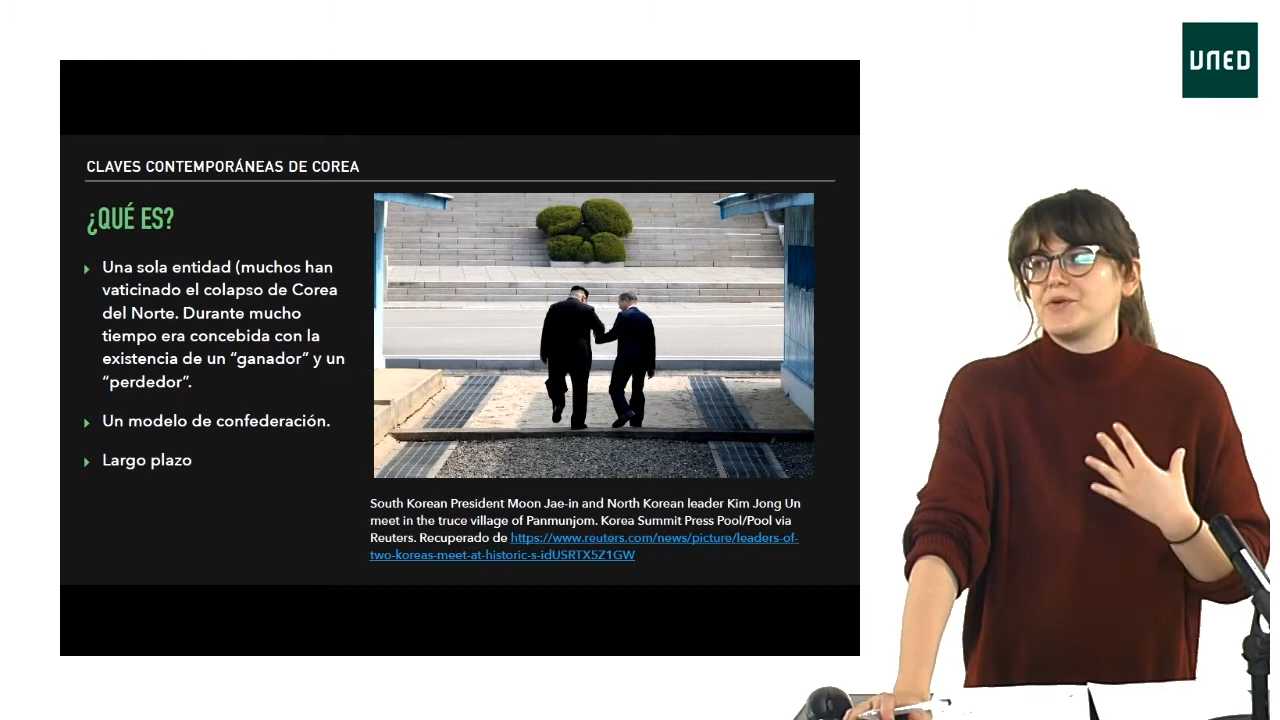 UNED
CLAVES CONTEMPORÁNEAS DE COREA
¿QUÉ ES?
Una sola entidad (muchos han
vaticinado el colapso de Corea
del Norte. Durante mucho
tiempo era concebida con la
existencia de un “ganador” y un
“perdedor”.
Un modelo de confederación.
Largo plazo
South Korean President Moon Jae-in and North Korean leader Kim Jong Un
meet in the truce village of Panmunjom. Korea Summit Press Pool/Pool via
Reuters. Recuperado de https://www.reuters.com/news/picture/leaders-of-
two-koreas-meet-at-historic-s-idUSRTX5Z1GW